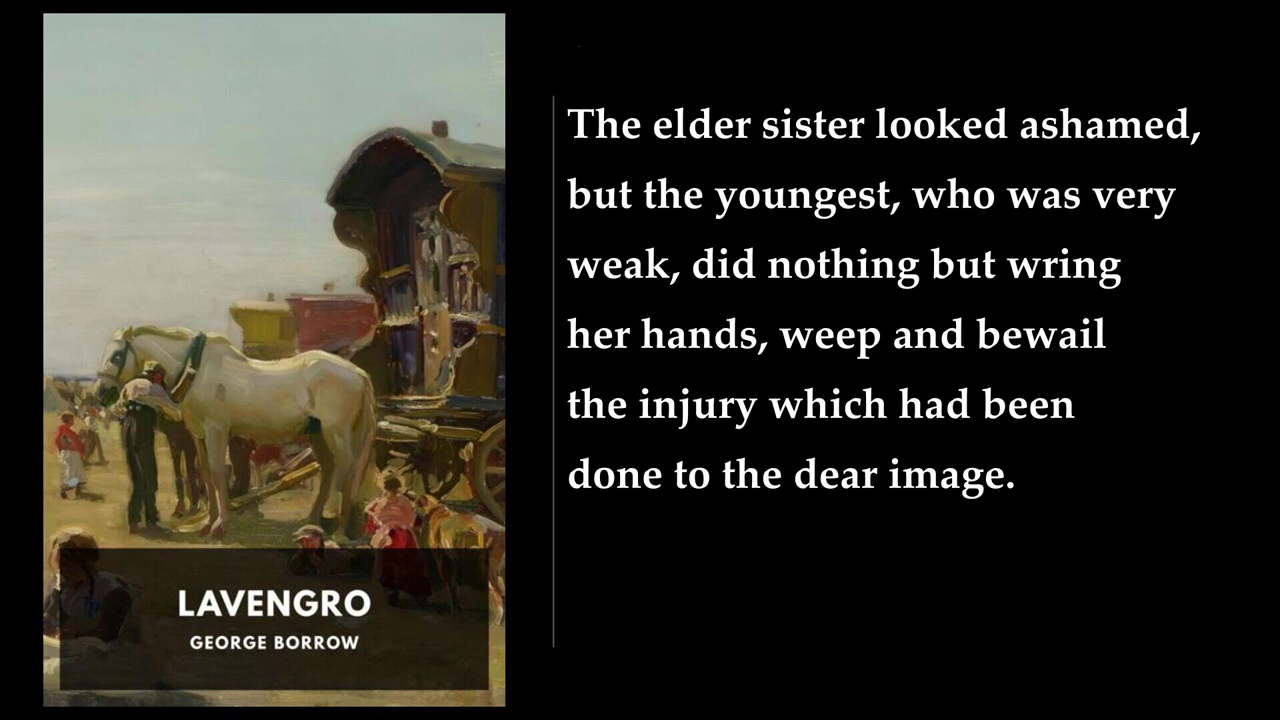 LAVENGRO
GEORGE BORROW
The elder sister looked ashamed,
but the youngest, who was very
weak, did nothing but wring
her hands, weep and bewail
the injury which had been
done to the dear image.